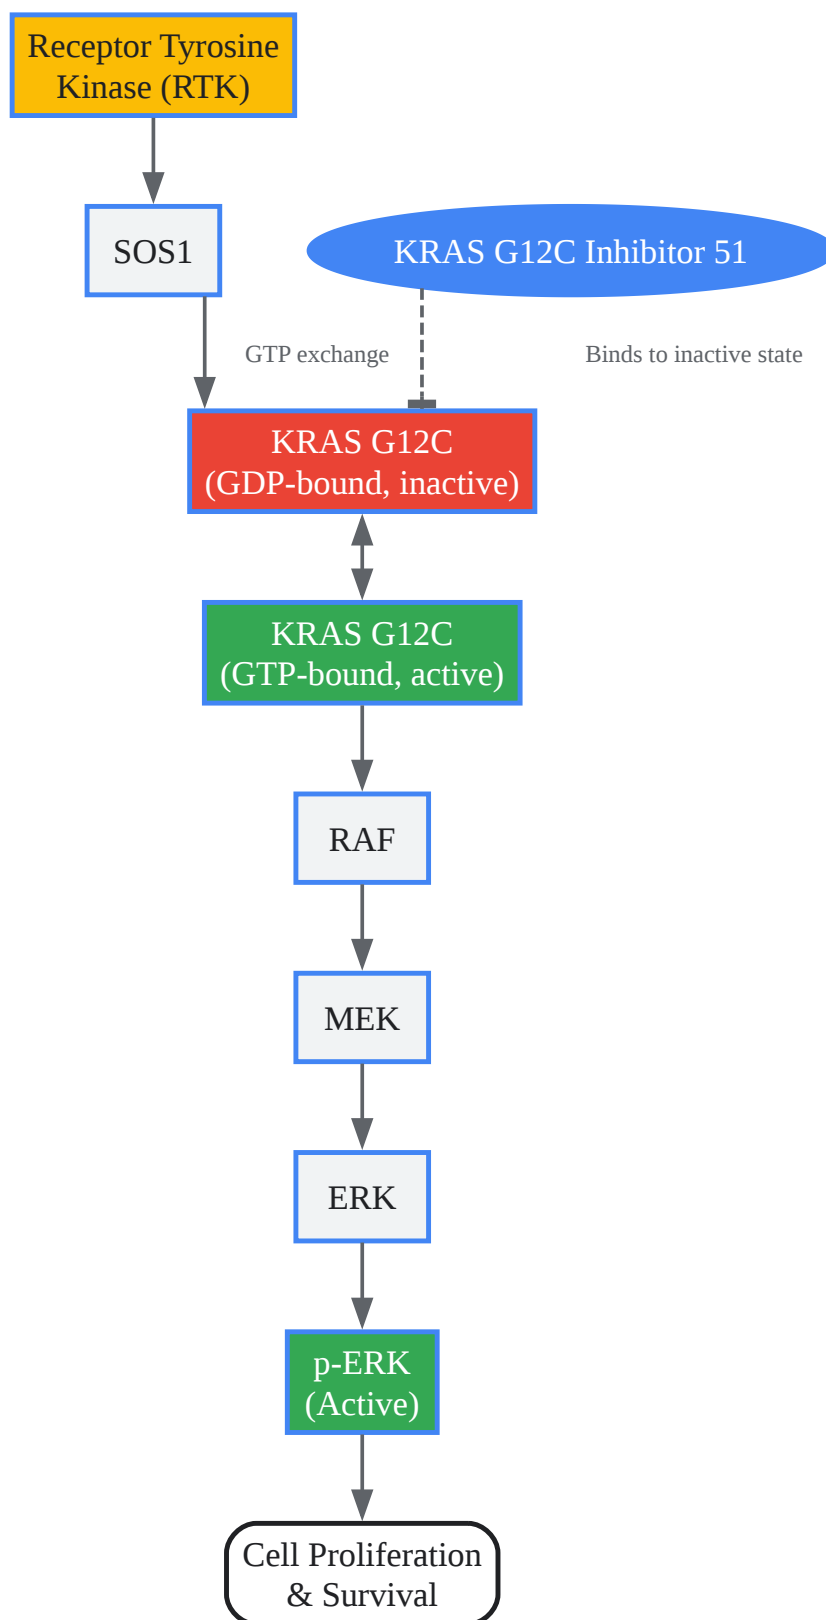 Receptor Tyrosine
Kinase (RTK)
SOS1
KRAS G12C Inhibitor 51
GTP exchange
Binds to inactive state
KRAS G12C
(GDP-bound, inactive)
KRAS G12C
(GTP-bound, active)
RAF
MEK
ERK
p-ERK
(Active)
Cell Proliferation
& Survival